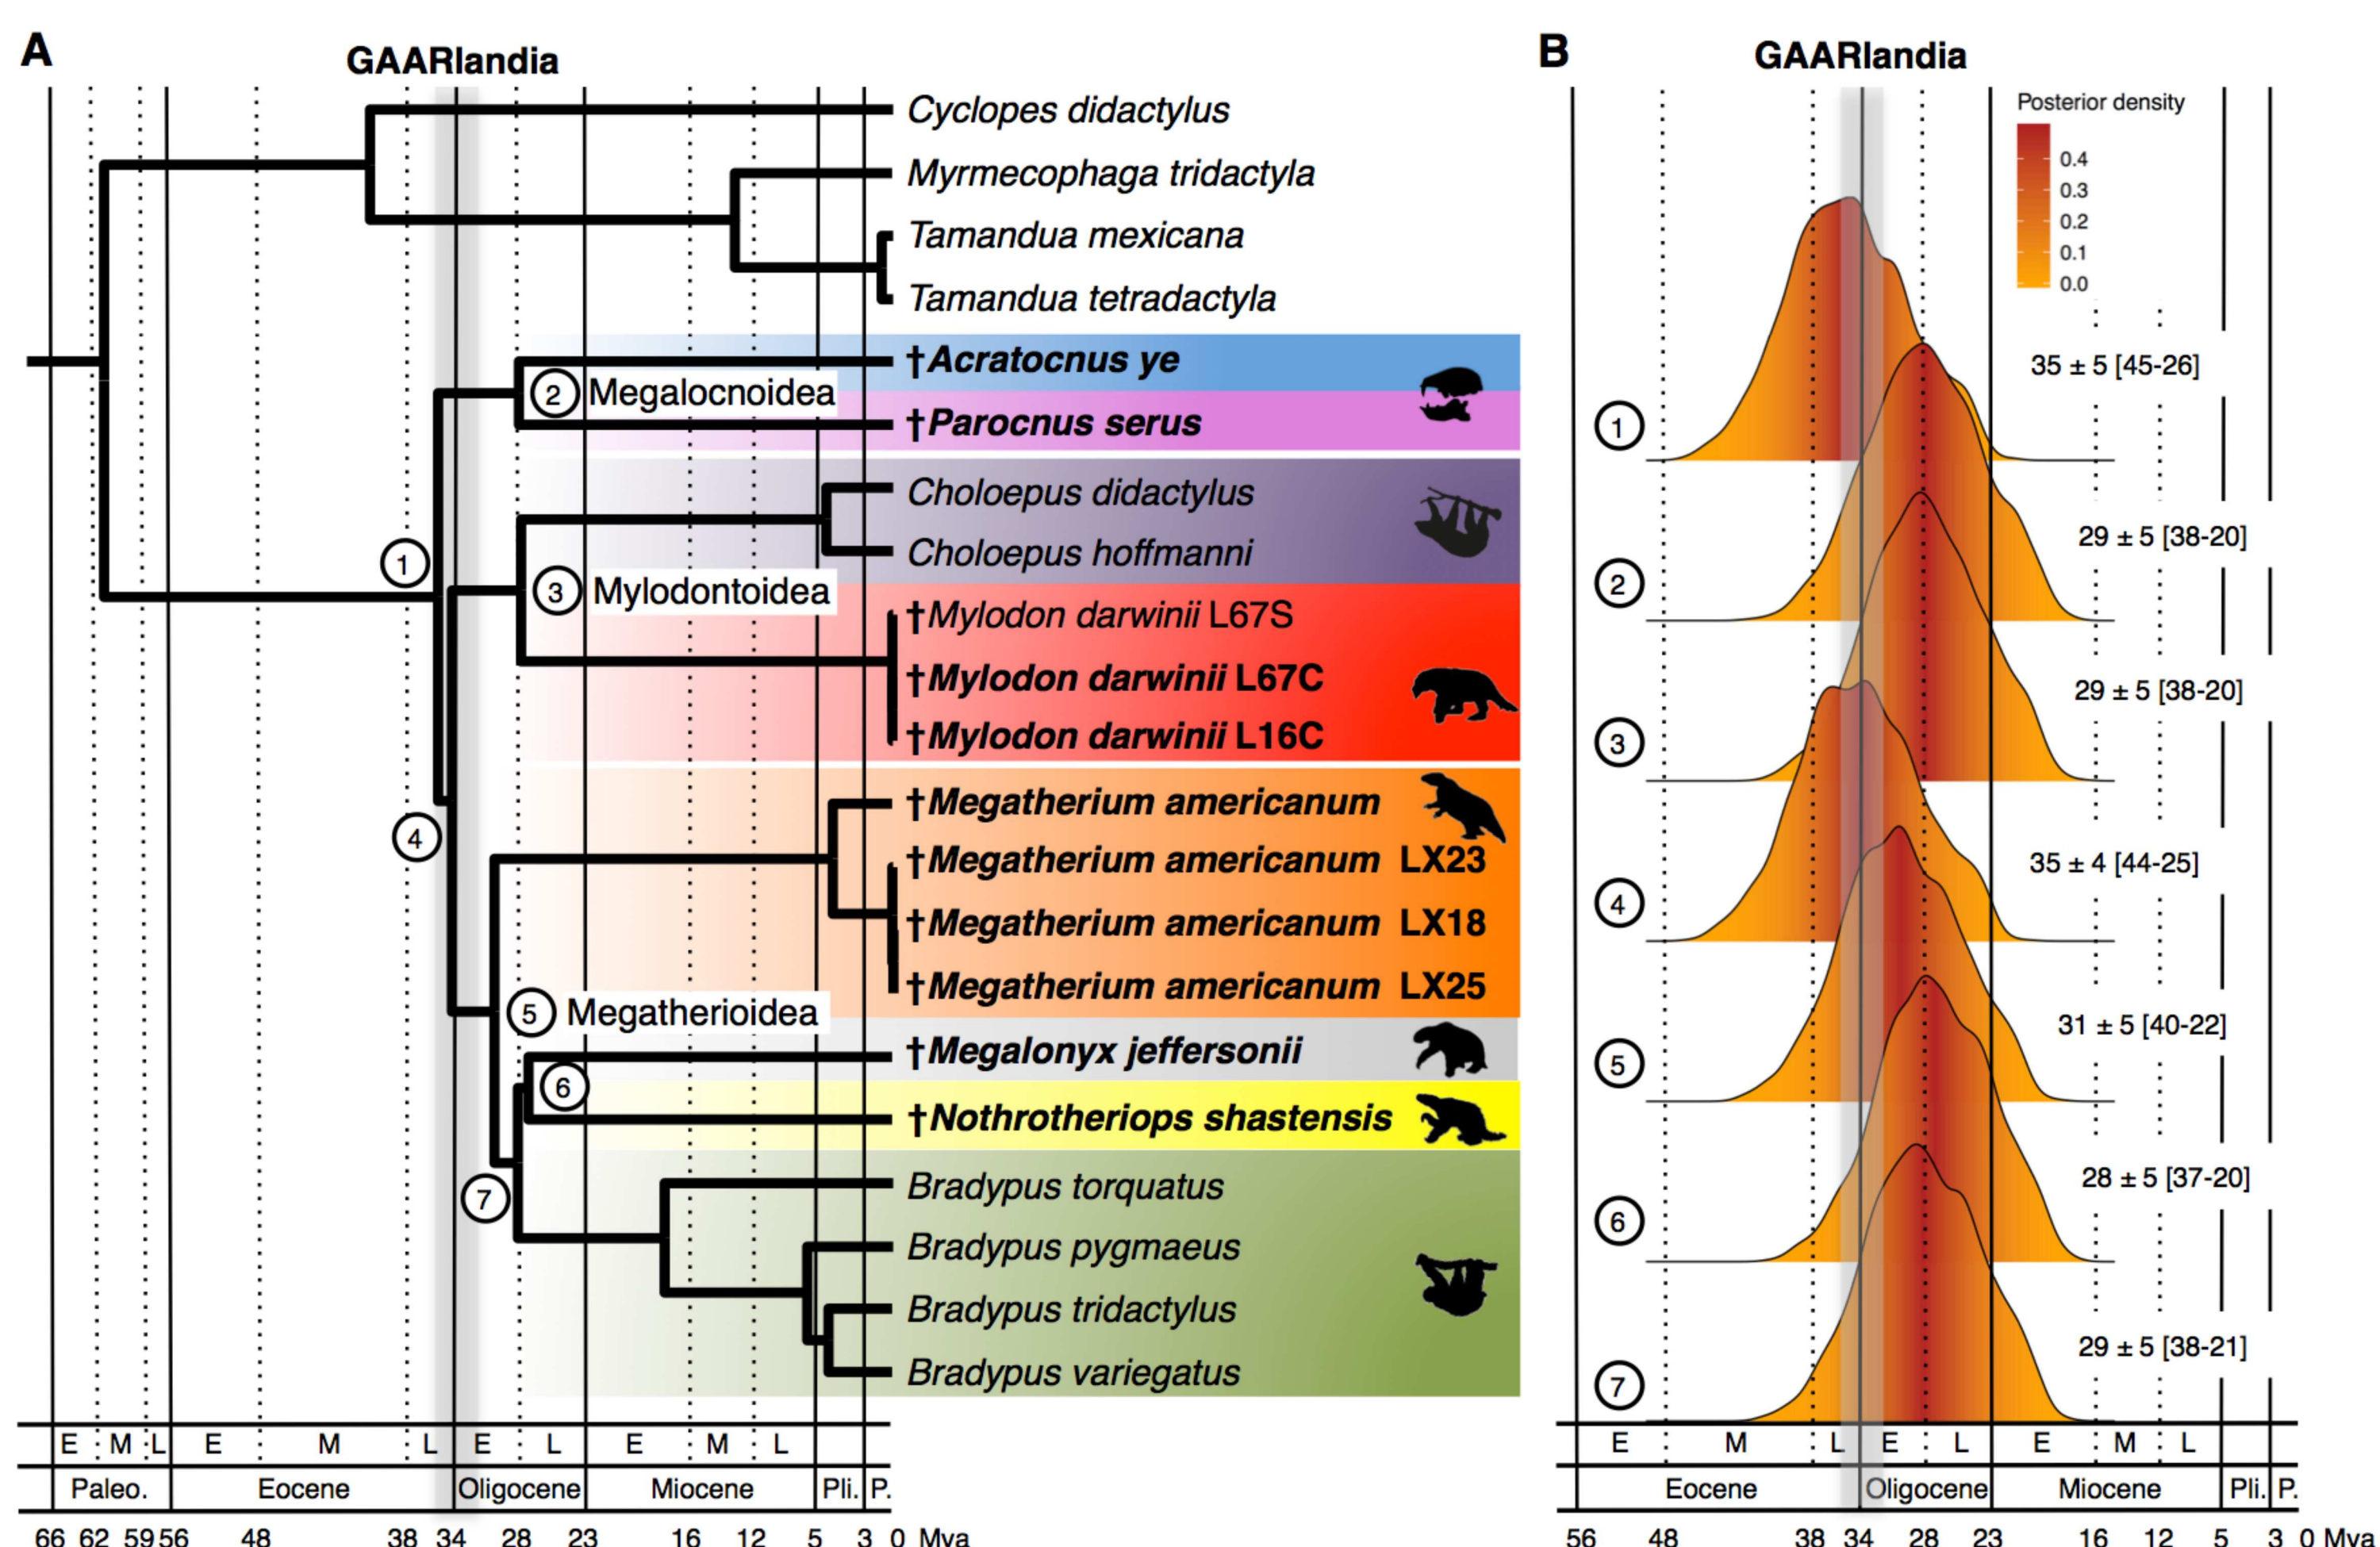 A
GAARlandia
Cyclopes didactylus
Myrmecophaga tridactyla
Tamandua mexicana
Tamandua tetradactyla
†Acratocnus ye
2 Megalocnoidea
†Parocnus serus
Choloepus didactylus
Choloepus hoffmanni
1
3 Mylodontoidea
†Mylodon darwinii L67S
†Mylodon darwinii L67C
†Mylodon darwinii L16C
†Megatherium americanum
4
†Megatherium americanum LX23
†Megatherium americanum LX18
†Megatherium americanum LX25
5 Megatherioidea
†Megalonyx jeffersonii
6
†Nothrotheriops shastensis
7
Bradypus torquatus
Bradypus pygmaeus
Bradypus tridactylus
Bradypus variegatus
E M L E M L E L E M L
Paleo. Eocene Oligocene Miocene Pli. P.
66 62 59 56 48 38 34 28 23 16 12 5 3 0 Mya
B
GAARlandia
Posterior density
0.4
0.3
0.2
0.1
0.0
35 ± 5 [45-26]
1
29 ± 5 [38-20]
2
29 ± 5 [38-20]
3
35 ± 4 [44-25]
4
31 ± 5 [40-22]
5
28 ± 5 [37-20]
6
29 ± 5 [38-21]
7
E M L E L E M L
Eocene Oligocene Miocene Pli. P.
56 48 38 34 28 23 16 12 5 3 0 Mya